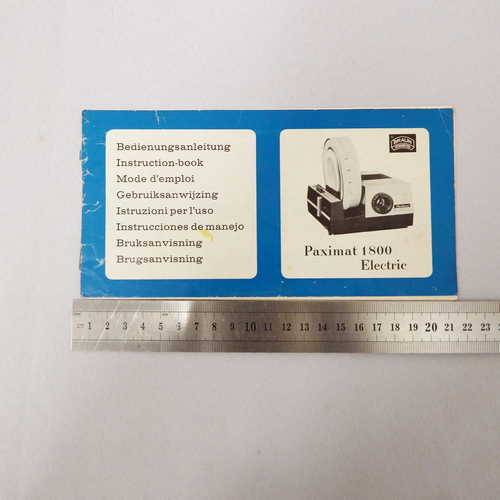 Bedienungsanleitung
Instruction-book
Mode d'emploi
Gebruiksanwijzing
Istruzioni per l'uso
Instrucciones de manejo
Bruksanvisning
Brugsanvisning
BRAUN
Paximat 1800
Electric
1 2 3 4 5 6 7 8 9 10 11 12 13 14 15 16 17 18 19 20 21 22 23